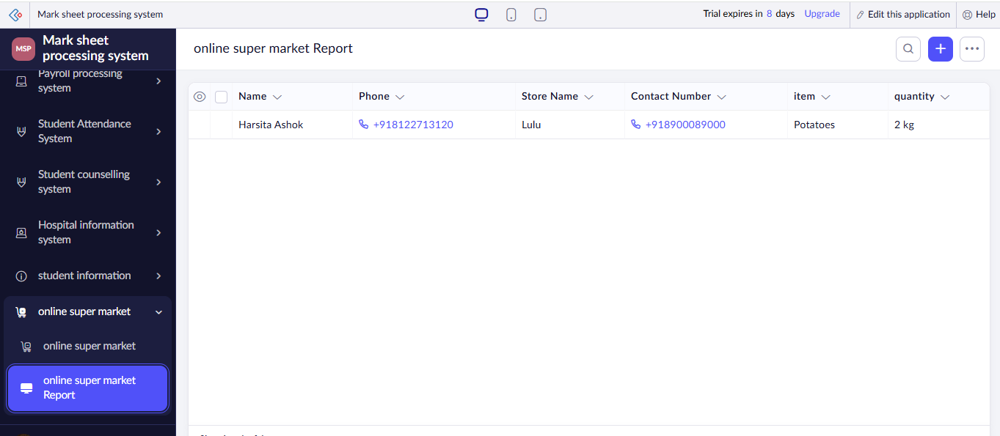 Mark sheet processing system
Trial expires in 8 days Upgrade Edit this application Help
MSP
Mark sheet
processing system
Payroll processing
system
Student Attendance
System
Student counselling
system
Hospital information
system
student information
online super market
online super market
online super market
Report
online super market Report
Name Phone Store Name Contact Number item quantity
Harsita Ashok +918122713120 Lulu +918900089000 Potatoes 2 kg